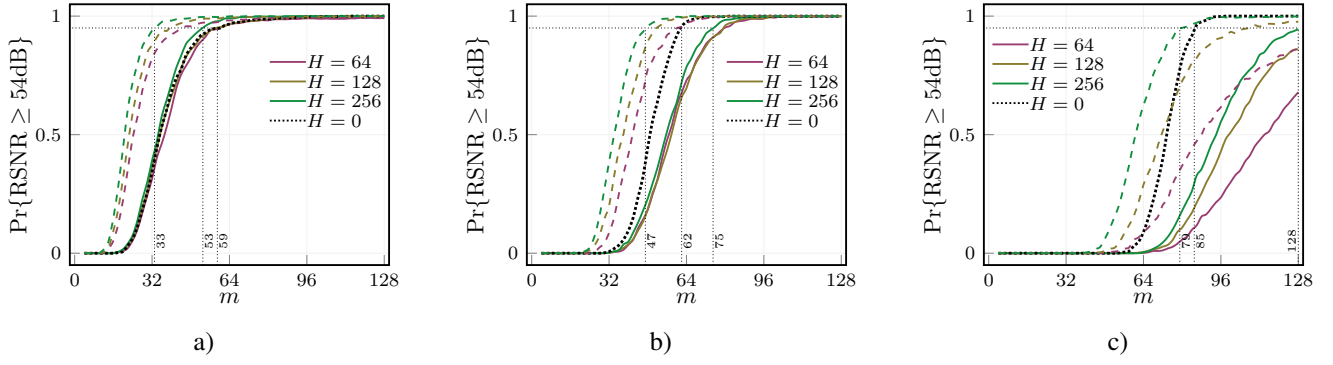 Pr{RSNR ≥ 54dB}
1
0.5
0
H = 64
H = 128
H = 256
H = 0
33
53
59
0 32 64 96 128
m
a)
Pr{RSNR ≥ 54dB}
1
0.5
0
H = 64
H = 128
H = 256
H = 0
47
62
75
0 32 64 96 128
m
b)
Pr{RSNR ≥ 54dB}
1
0.5
0
H = 64
H = 128
H = 256
H = 0
79
85
128
0 32 64 96 128
m
c)